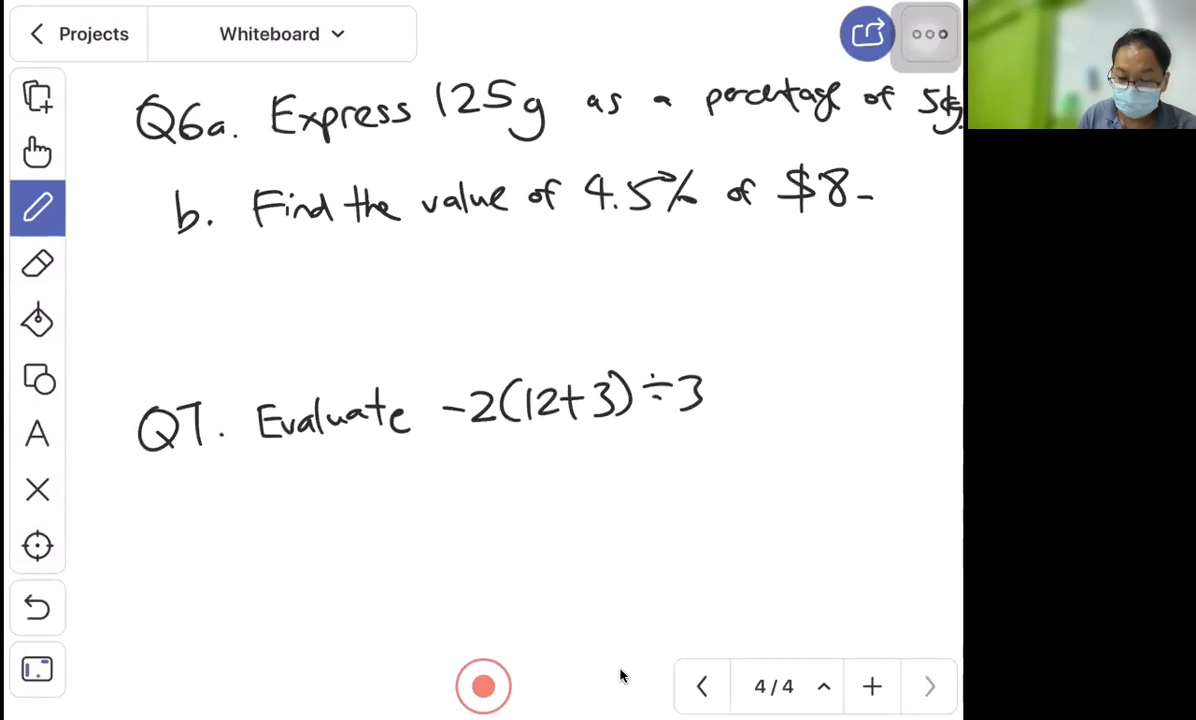 Projects
Whiteboard
Q6a. Express 125g as a percentage of 5kg.
b. Find the value of 4.5% of $8-
Q7. Evaluate -2(12+3)÷3
A
4/4